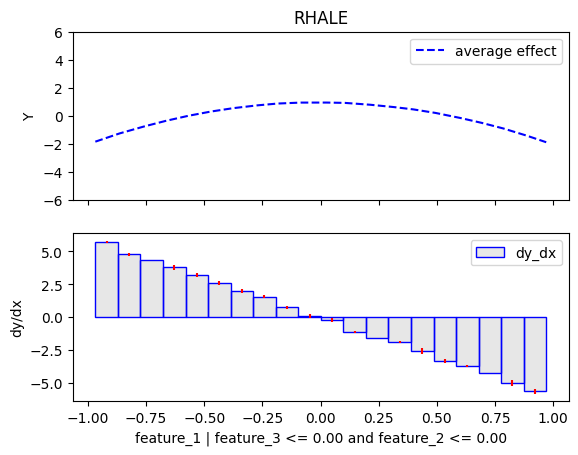 RHALE
6
4
2
0
−2
−4
−6
Y
average effect
5.0
2.5
0.0
−2.5
−5.0
dy/dx
dy_dx
−1.00 −0.75 −0.50 −0.25 0.00 0.25 0.50 0.75 1.00
feature_1 | feature_3 <= 0.00 and feature_2 <= 0.00